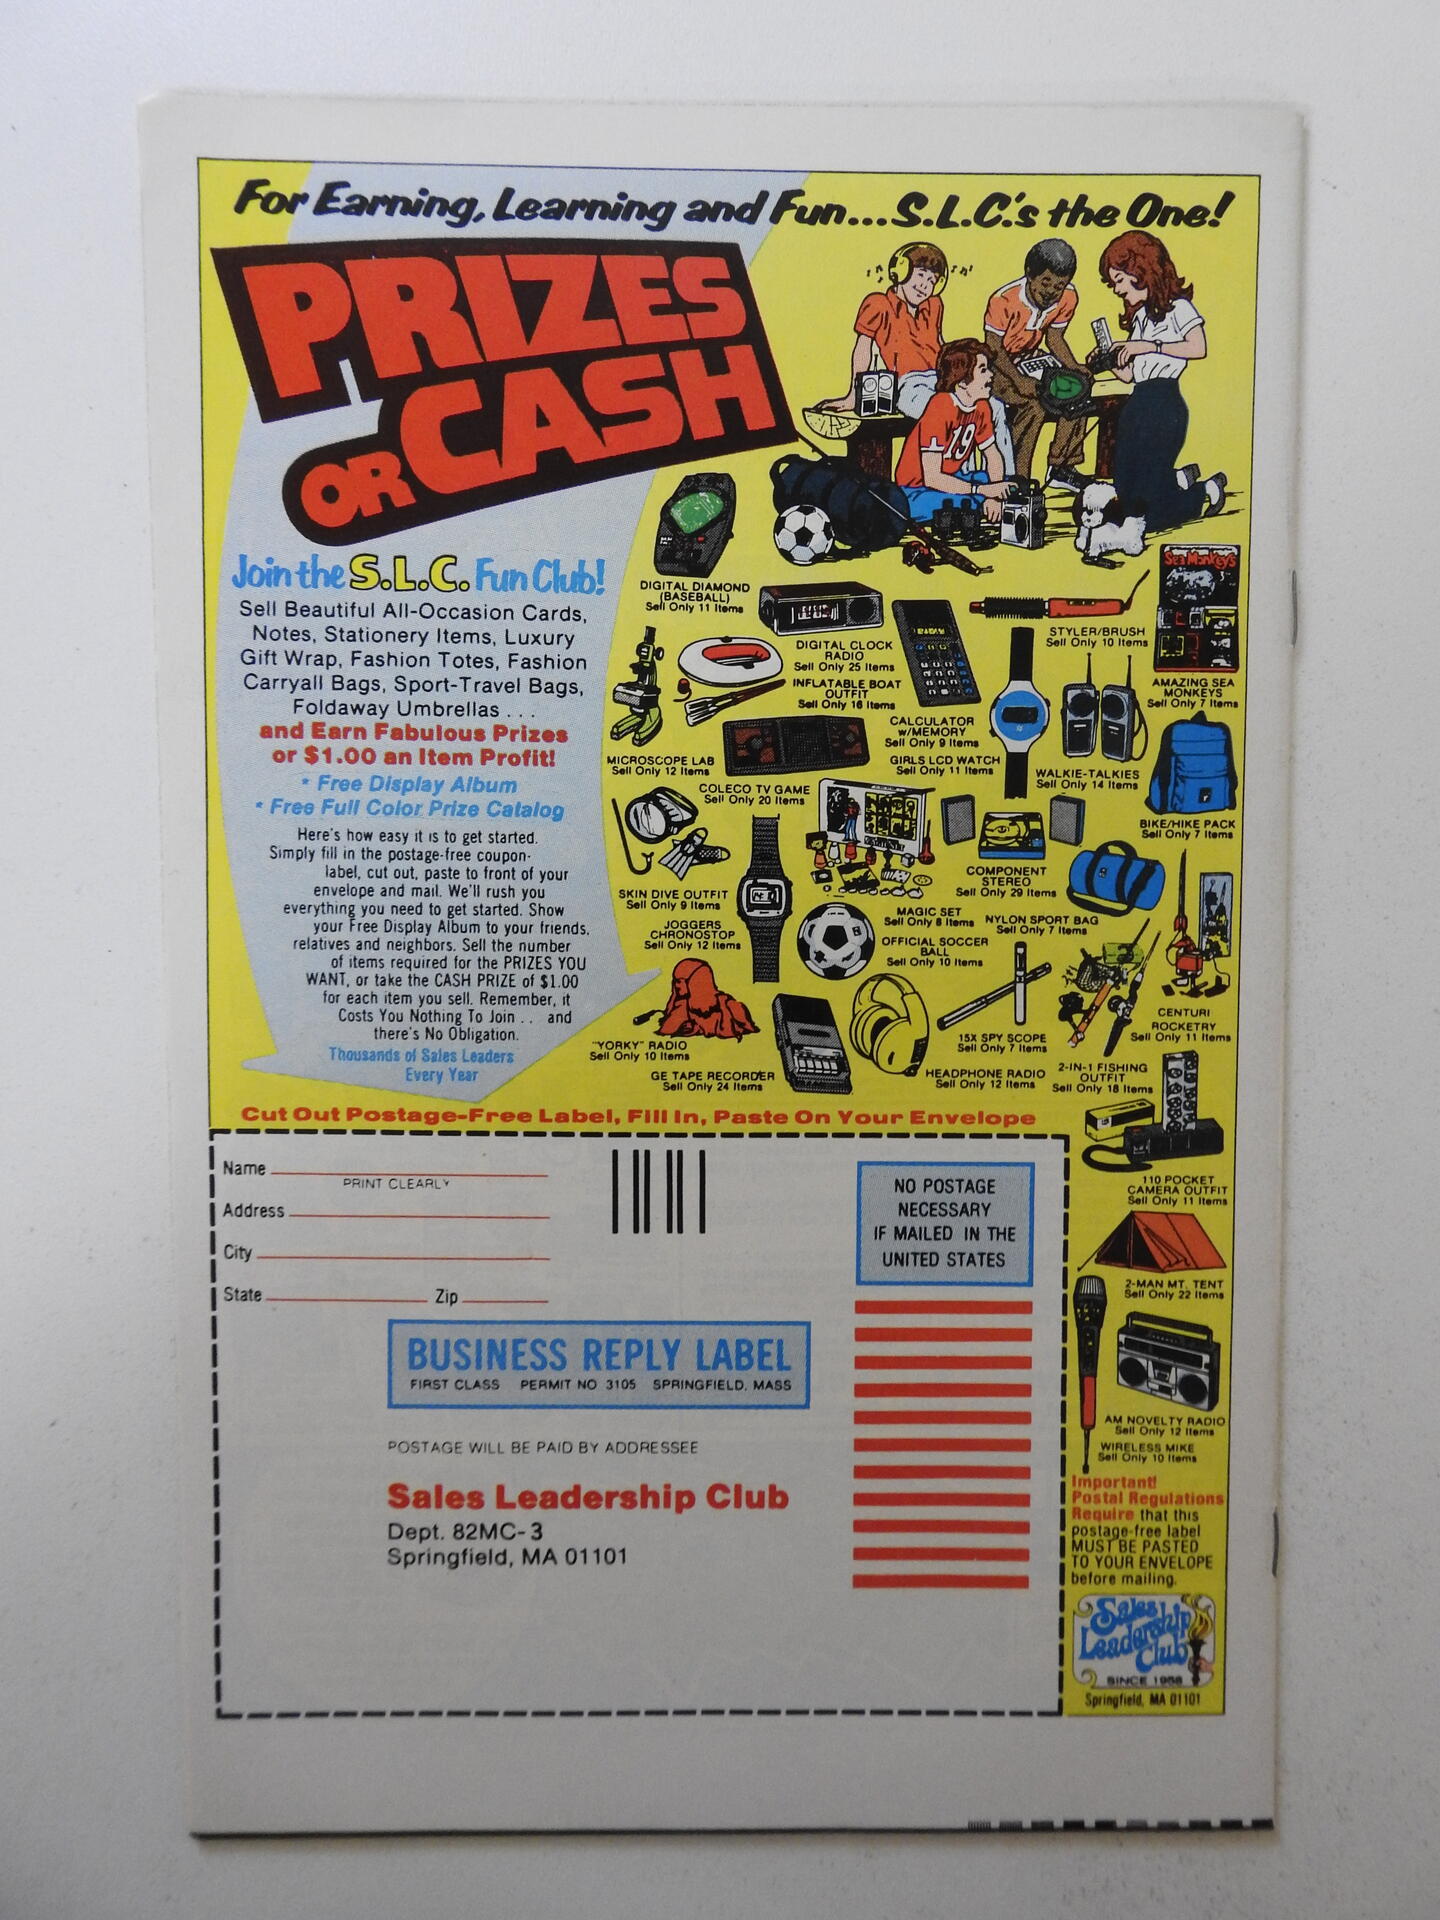 For Earning, Learning and Fun...S.L.C.'s the One!
PRIZES
OR CASH
19
Join the S.L.C. Fun Club!
Sell Beautiful All-Occasion Cards,
Notes, Stationery Items, Luxury
Gift Wrap, Fashion Totes, Fashion
Carryall Bags, Sport-Travel Bags,
Foldaway Umbrellas . . .
and Earn Fabulous Prizes
or $1.00 an Item Profit!
* Free Display Album
* Free Full Color Prize Catalog
Here's how easy it is to get started.
Simply fill in the postage-free coupon-
label, cut out, paste to front of your
envelope and mail. We'll rush you
everything you need to get started. Show
your Free Display Album to your friends,
relatives and neighbors. Sell the number
of items required for the PRIZES YOU
WANT, or take the CASH PRIZE of $1.00
for each item you sell. Remember, it
Costs You Nothing To Join . . and
there's No Obligation.
Thousands of Sales Leaders
Every Year
DIGITAL DIAMOND
(BASEBALL)
Sell Only 11 Items
DIGITAL CLOCK
RADIO
Sell Only 25 Items
STYLER/BRUSH
Sell Only 10 Items
Sea Monkeys
AMAZING SEA
MONKEYS
Sell Only 7 Items
INFLATABLE BOAT
OUTFIT
Sell Only 16 Items
CALCULATOR
w/MEMORY
Sell Only 9 Items
MICROSCOPE LAB
Sell Only 12 Items
GIRLS LCD WATCH
Sell Only 11 Items
WALKIE-TALKIES
Sell Only 14 Items
COLECO TV GAME
Sell Only 20 Items
BIKE/HIKE PACK
Sell Only 7 Items
SKIN DIVE OUTFIT
Sell Only 9 Items
COMPONENT
STEREO
Sell Only 29 Items
MAGIC SET
Sell Only 8 Items
NYLON SPORT BAG
Sell Only 7 Items
JOGGERS
CHRONOSTOP
Sell Only 12 Items
OFFICIAL SOCCER
BALL
Sell Only 10 Items
CENTURI
ROCKETRY
Sell Only 11 Items
"YORKY" RADIO
Sell Only 10 Items
15X SPY SCOPE
Sell Only 7 Items
GE TAPE RECORDER
Sell Only 24 Items
HEADPHONE RADIO
Sell Only 12 Items
2-IN-1 FISHING
OUTFIT
Sell Only 18 Items
110 POCKET
CAMERA OUTFIT
Sell Only 11 Items
2-MAN MT. TENT
Sell Only 22 Items
AM NOVELTY RADIO
Sell Only 12 Items
WIRELESS MIKE
Sell Only 10 Items
Important!
Postal Regulations
Require that this
postage-free label
MUST BE PASTED
TO YOUR ENVELOPE
before mailing.
Sales
Leadership
Club
SINCE 1958
Springfield, MA 01101
Cut Out Postage-Free Label, Fill In, Paste On Your Envelope
Name
PRINT CLEARLY
Address
City
State Zip
NO POSTAGE
NECESSARY
IF MAILED IN THE
UNITED STATES
BUSINESS REPLY LABEL
FIRST CLASS PERMIT NO 3105 SPRINGFIELD, MASS
POSTAGE WILL BE PAID BY ADDRESSEE
Sales Leadership Club
Dept. 82MC-3
Springfield, MA 01101